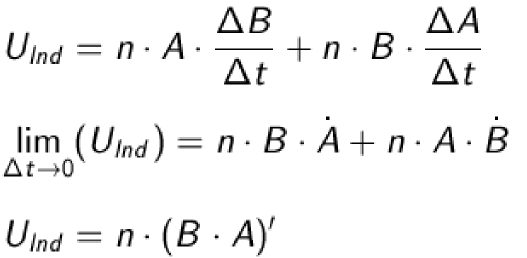 U_Ind = n · A · ΔB/Δt + n · B · ΔA/Δt
lim_{Δt→0}(U_Ind) = n · B · Ȧ + n · A · Ḃ
U_Ind = n · (B · A)′